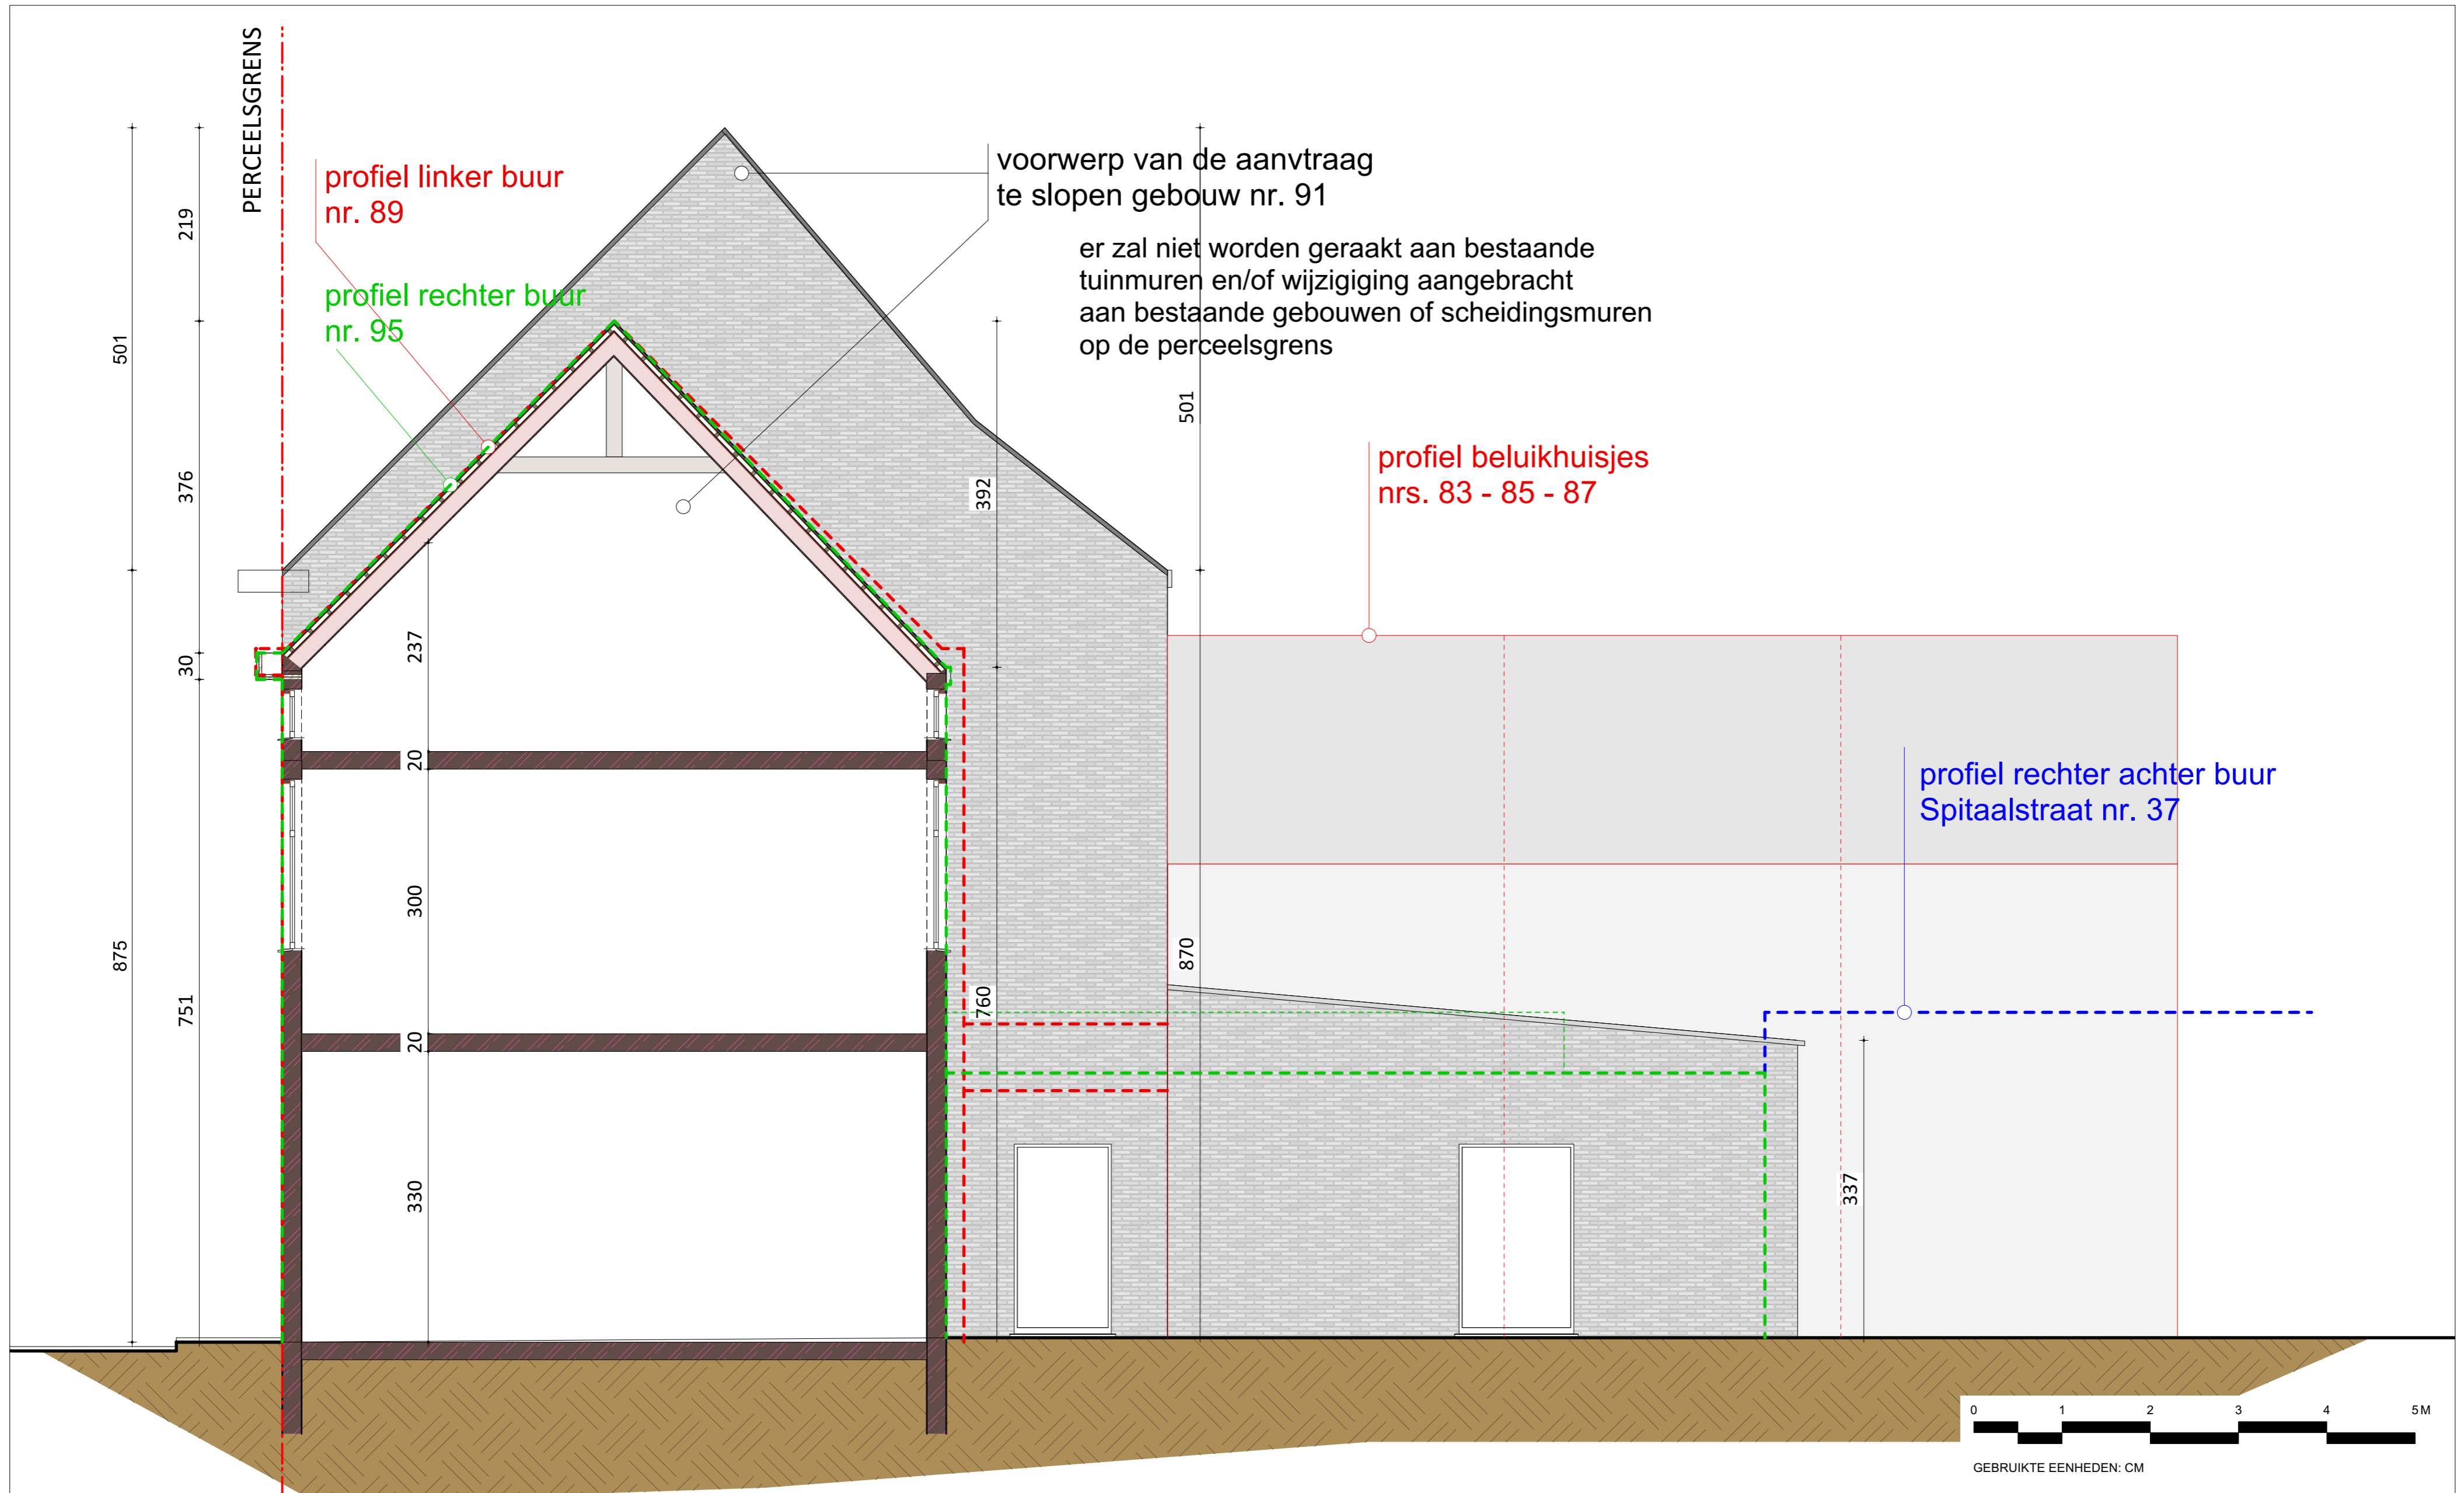 PERCEELSGRENS
profiel linker buur
nr. 89
profiel rechter buur
nr. 95
voorwerp van de aanvtraag
te slopen gebouw nr. 91
er zal niet worden geraakt aan bestaande
tuinmuren en/of wijzigiging aangebracht
aan bestaande gebouwen of scheidingsmuren
op de perceelsgrens
profiel beluikhuisjes
nrs. 83 - 85 - 87
profiel rechter achter buur
Spitaalstraat nr. 37
501
875
219
376
30
751
237
20
300
20
330
392
760
501
870
337
0 1 2 3 4 5 M
GEBRUIKTE EENHEDEN: CM